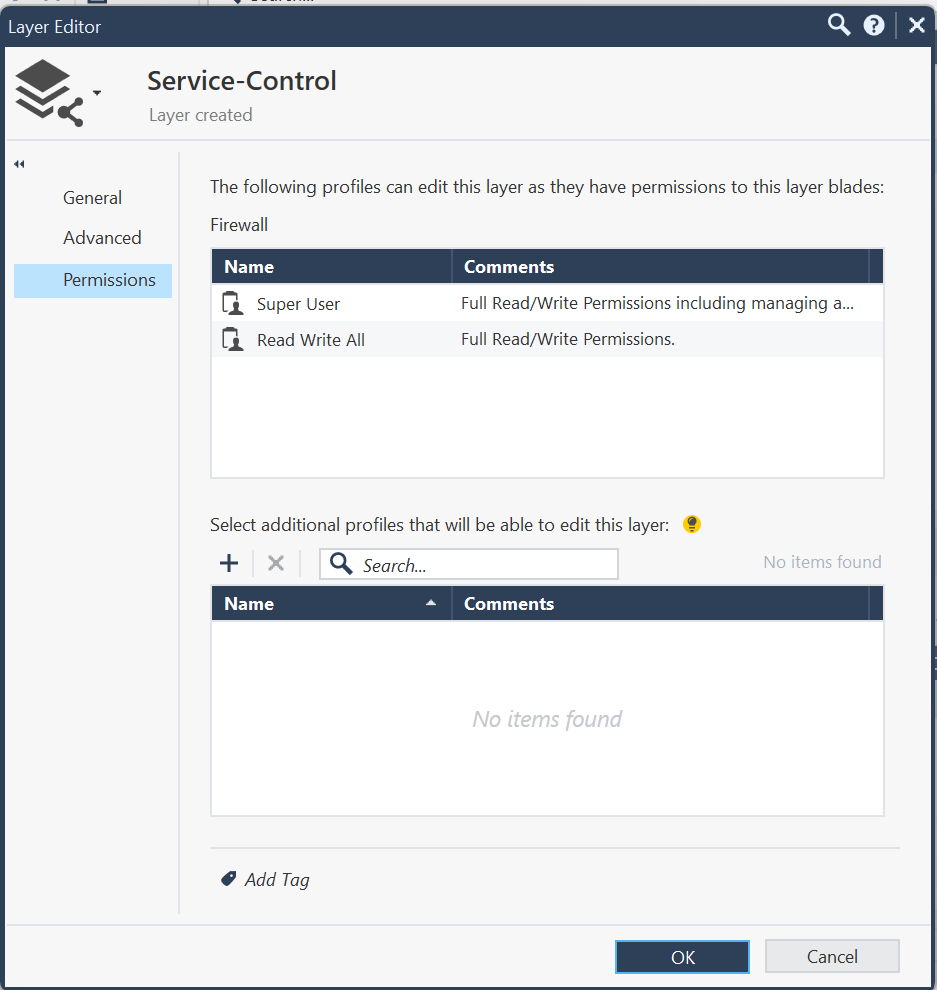 Layer Editor
Service-Control
Layer created
General
Advanced
Permissions
The following profiles can edit this layer as they have permissions to this layer blades:
Firewall
Name Comments
Super User Full Read/Write Permissions including managing a...
Read Write All Full Read/Write Permissions.
Select additional profiles that will be able to edit this layer:
Search... No items found
Name Comments
No items found
Add Tag
OK Cancel